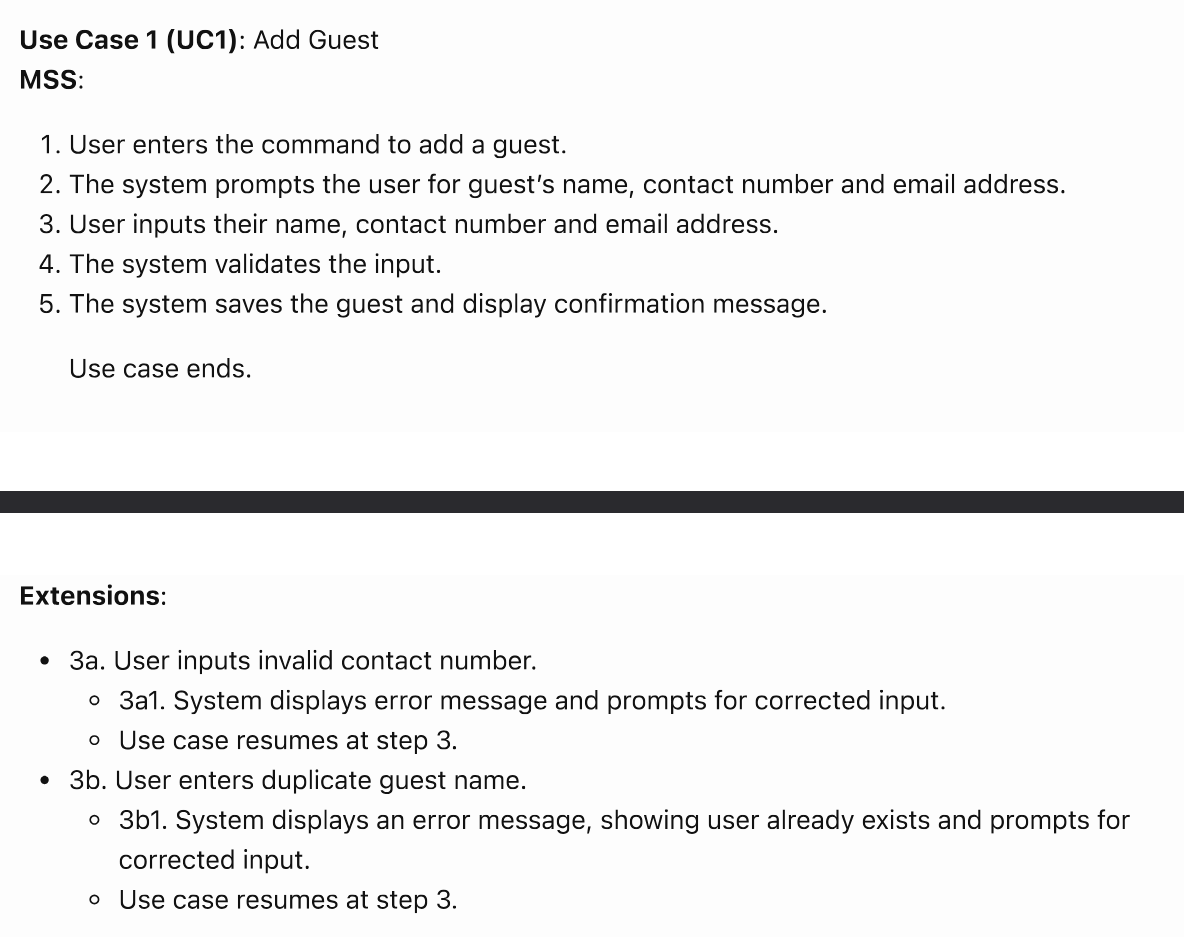 Use Case 1 (UC1): Add Guest
MSS:
1. User enters the command to add a guest.
2. The system prompts the user for guest’s name, contact number and email address.
3. User inputs their name, contact number and email address.
4. The system validates the input.
5. The system saves the guest and display confirmation message.
Use case ends.
Extensions:
• 3a. User inputs invalid contact number.
◦ 3a1. System displays error message and prompts for corrected input.
◦ Use case resumes at step 3.
• 3b. User enters duplicate guest name.
◦ 3b1. System displays an error message, showing user already exists and prompts for
corrected input.
◦ Use case resumes at step 3.